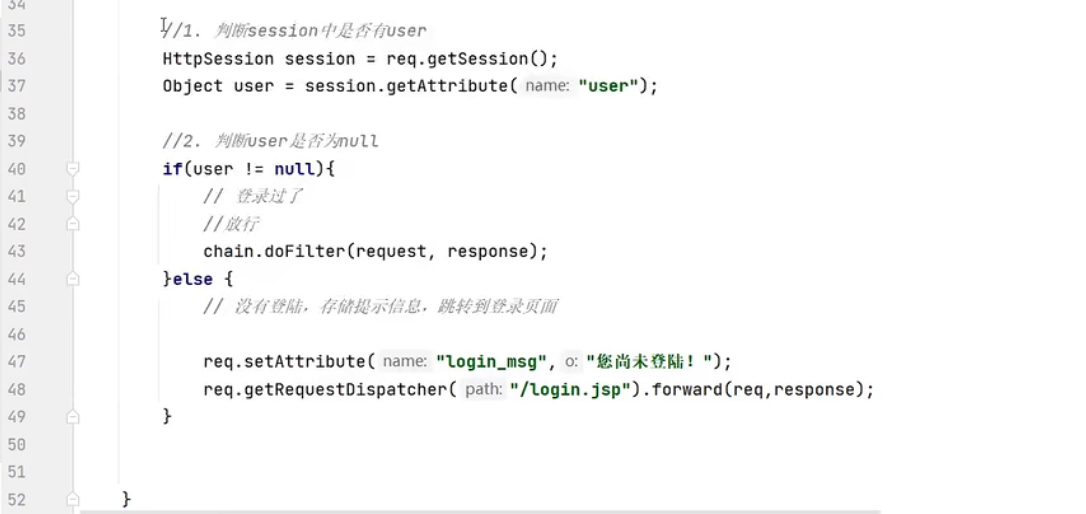 34
35 //1. 判断session中是否有user
36 HttpSession session = req.getSession();
37 Object user = session.getAttribute( name: "user");
38
39 //2. 判断user是否为null
40 if(user != null){
41 // 登录过了
42 //放行
43 chain.doFilter(request, response);
44 }else {
45 // 没有登陆，存储提示信息，跳转到登录页面
46
47 req.setAttribute( name: "login_msg", o: "您尚未登陆！");
48 req.getRequestDispatcher( path: "/login.jsp").forward(req,response);
49 }
50
51
52 }